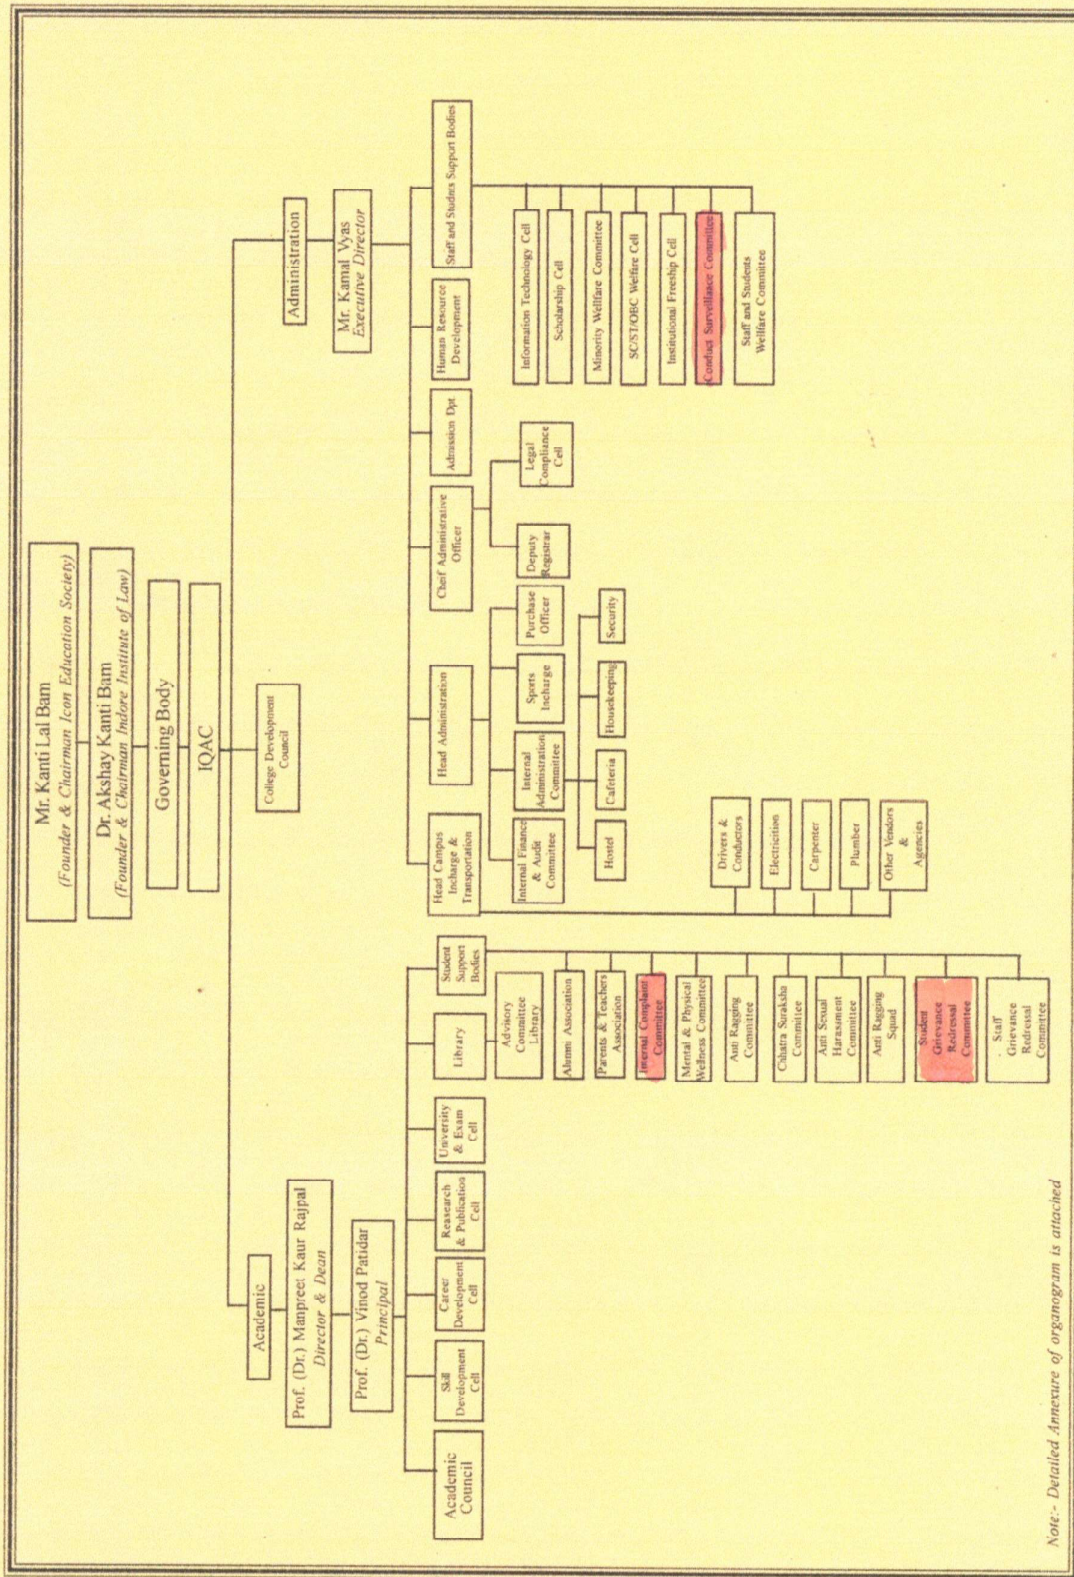 Mr. Kanti Lal Bam
(Founder & Chairman Icon Education Society)
Dr. Akshay Kanti Bam
(Founder & Chairman Indore Institute of Law)
Governing Body
IQAC
College Development
Council
Academic
Prof. (Dr.) Manpreet Kaur Rajpal
Director & Dean
Prof. (Dr.) Vinod Patidar
Principal
Academic
Council
Skill
Development
Cell
Career
Development
Cell
Reasearch
& Publication
Cell
University
& Exam
Cell
Library
Advisory
Committee
Library
Student
Support
Bodies
Alumni Association
Parents & Teachers
Association
Internal Complaint
Committee
Mental & Physical
Wellness Committee
Anti Ragging
Committee
Chhatra Suraksha
Committee
Anti Sexual
Harassment
Committee
Anti Ragging
Squad
Student
Grievance
Redressal
Committee
Staff
Grievance
Redressal
Committee
Administration
Mr. Kamal Vyas
Executive Director
Head Campus
Incharge &
Transportation
Drivers &
Conductors
Electricition
Carpenter
Plumber
Other Vendors
&
Agencies
Head Administration
Internal Finance
& Audit
Committee
Internal
Administration
Committee
Sports
Incharge
Purchase
Officer
Hostel
Cafeteria
Housekeeping
Security
Cheif Administrative
Officer
Deputy
Registrar
Legal
Compliance
Cell
Admission Dpt
Human Resource
Development
Staff and Student Support Bodies
Information Technology Cell
Scholarship Cell
Minority Wellfare Committee
SC/ST/OBC Welfire Cell
Institutional Freeship Cell
Conduct Surveillance Committee
Staff and Students
Wellfare Committee
Note:- Detailed Annexure of organogram is attached